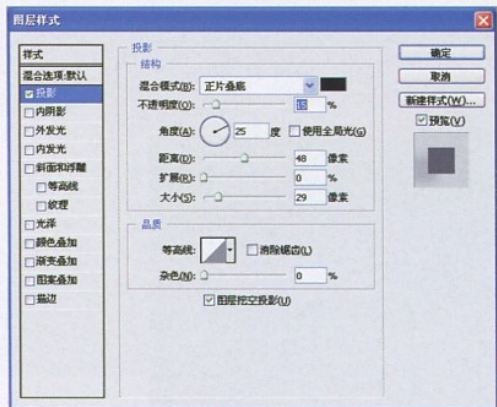 图层样式
样式
混合选项:默认
投影
内阴影
外发光
内发光
斜面和浮雕
等高线
纹理
光泽
颜色叠加
渐变叠加
图案叠加
描边
投影
结构
混合模式(B): 正片叠底
不透明度(O): 15 %
角度(A): 25 度 使用全局光(G)
距离(D): 48 像素
扩展(R): 0 %
大小(S): 29 像素
品质
等高线: 消除锯齿(L)
杂色(N): 0 %
图层挖空投影(U)
确定
取消
新建样式(W)...
预览(V)